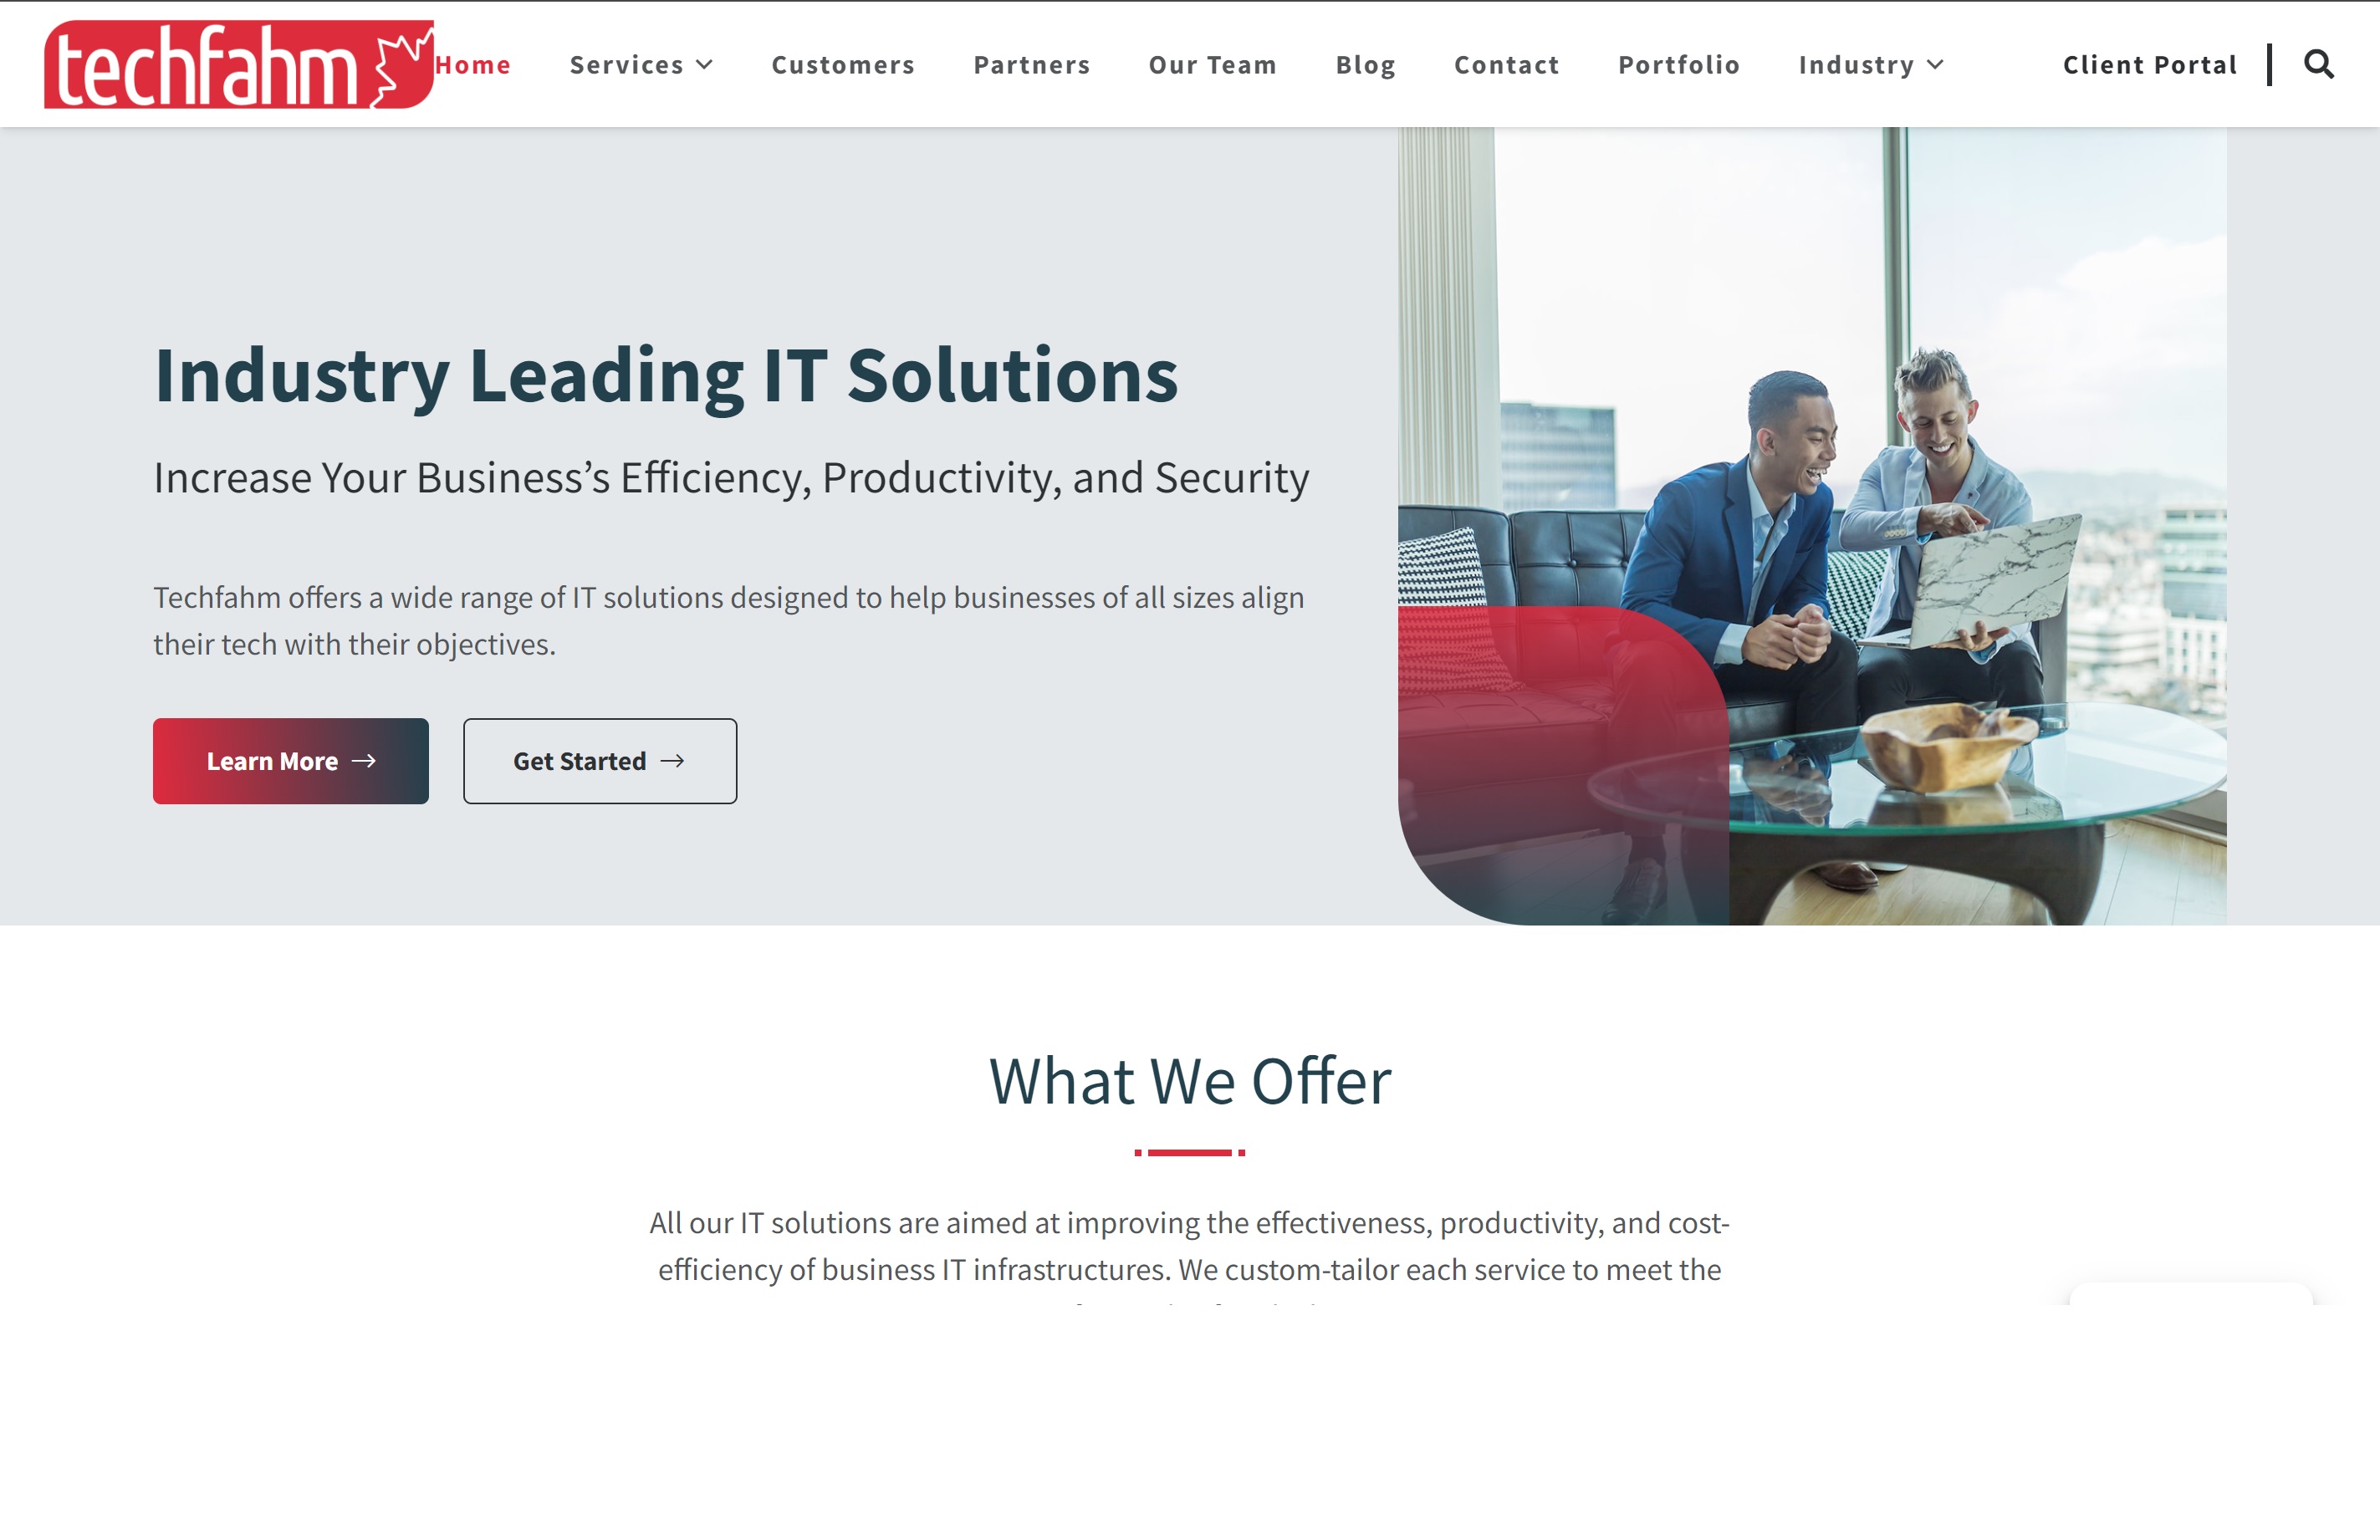 techfahm
Home Services Customers Partners Our Team Blog Contact Portfolio Industry Client Portal
Industry Leading IT Solutions
Increase Your Business’s Efficiency, Productivity, and Security
Techfahm offers a wide range of IT solutions designed to help businesses of all sizes align
their tech with their objectives.
Learn More → Get Started →
What We Offer
All our IT solutions are aimed at improving the effectiveness, productivity, and cost-
efficiency of business IT infrastructures. We custom-tailor each service to meet the